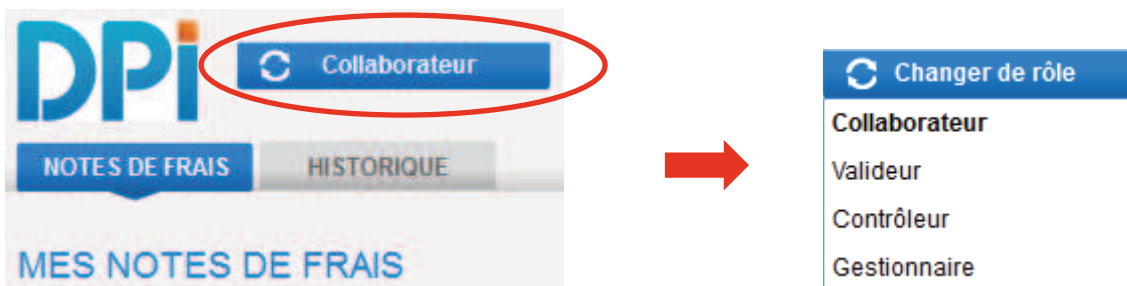 DPi
Collaborateur
NOTES DE FRAIS
HISTORIQUE
MES NOTES DE FRAIS
Changer de rôle
Collaborateur
Valideur
Contrôleur
Gestionnaire